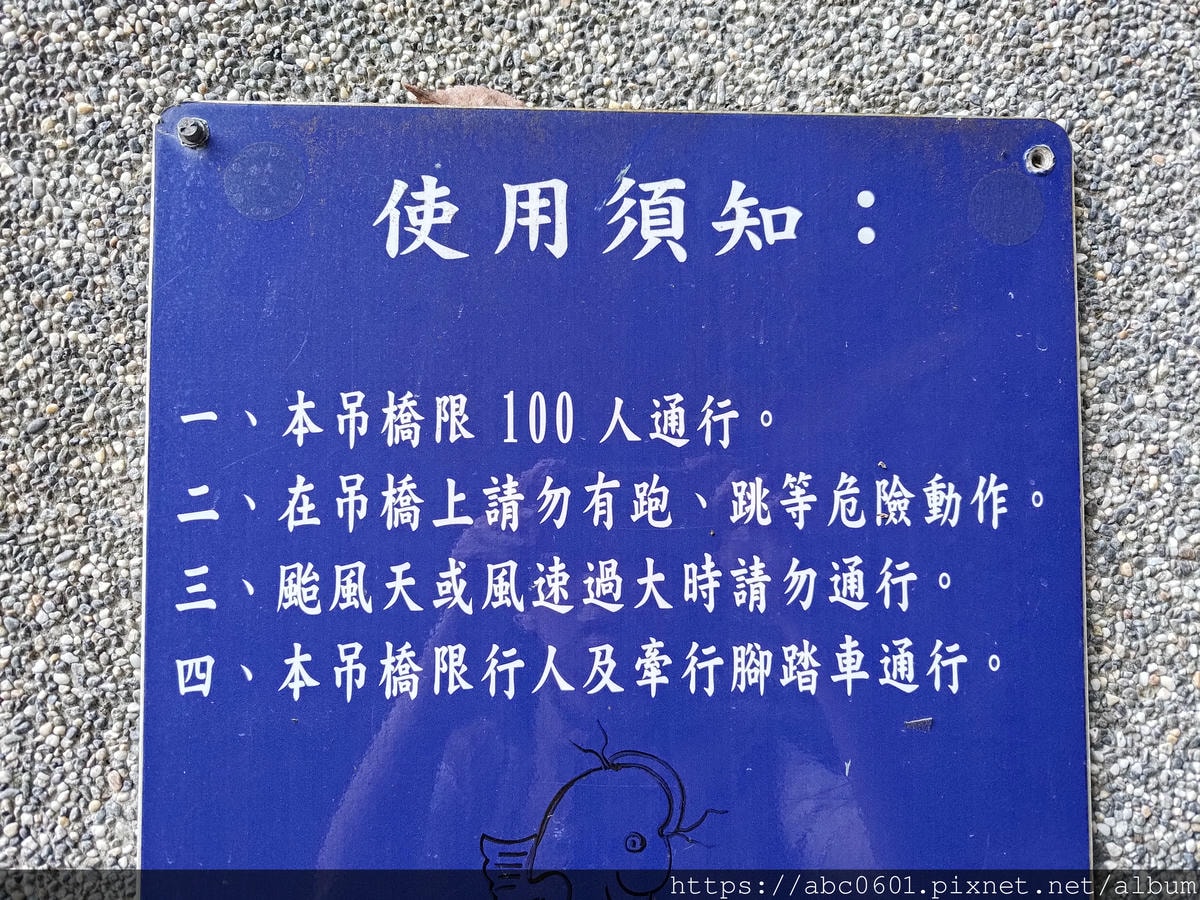 使用須知：
一、本吊橋限 100 人通行。
二、在吊橋上請勿有跑、跳等危險動作。
三、颱風天或風速過大時請勿通行。
四、本吊橋限行人及牽行腳踏車通行。
https://abc0601.pixnet.net/album